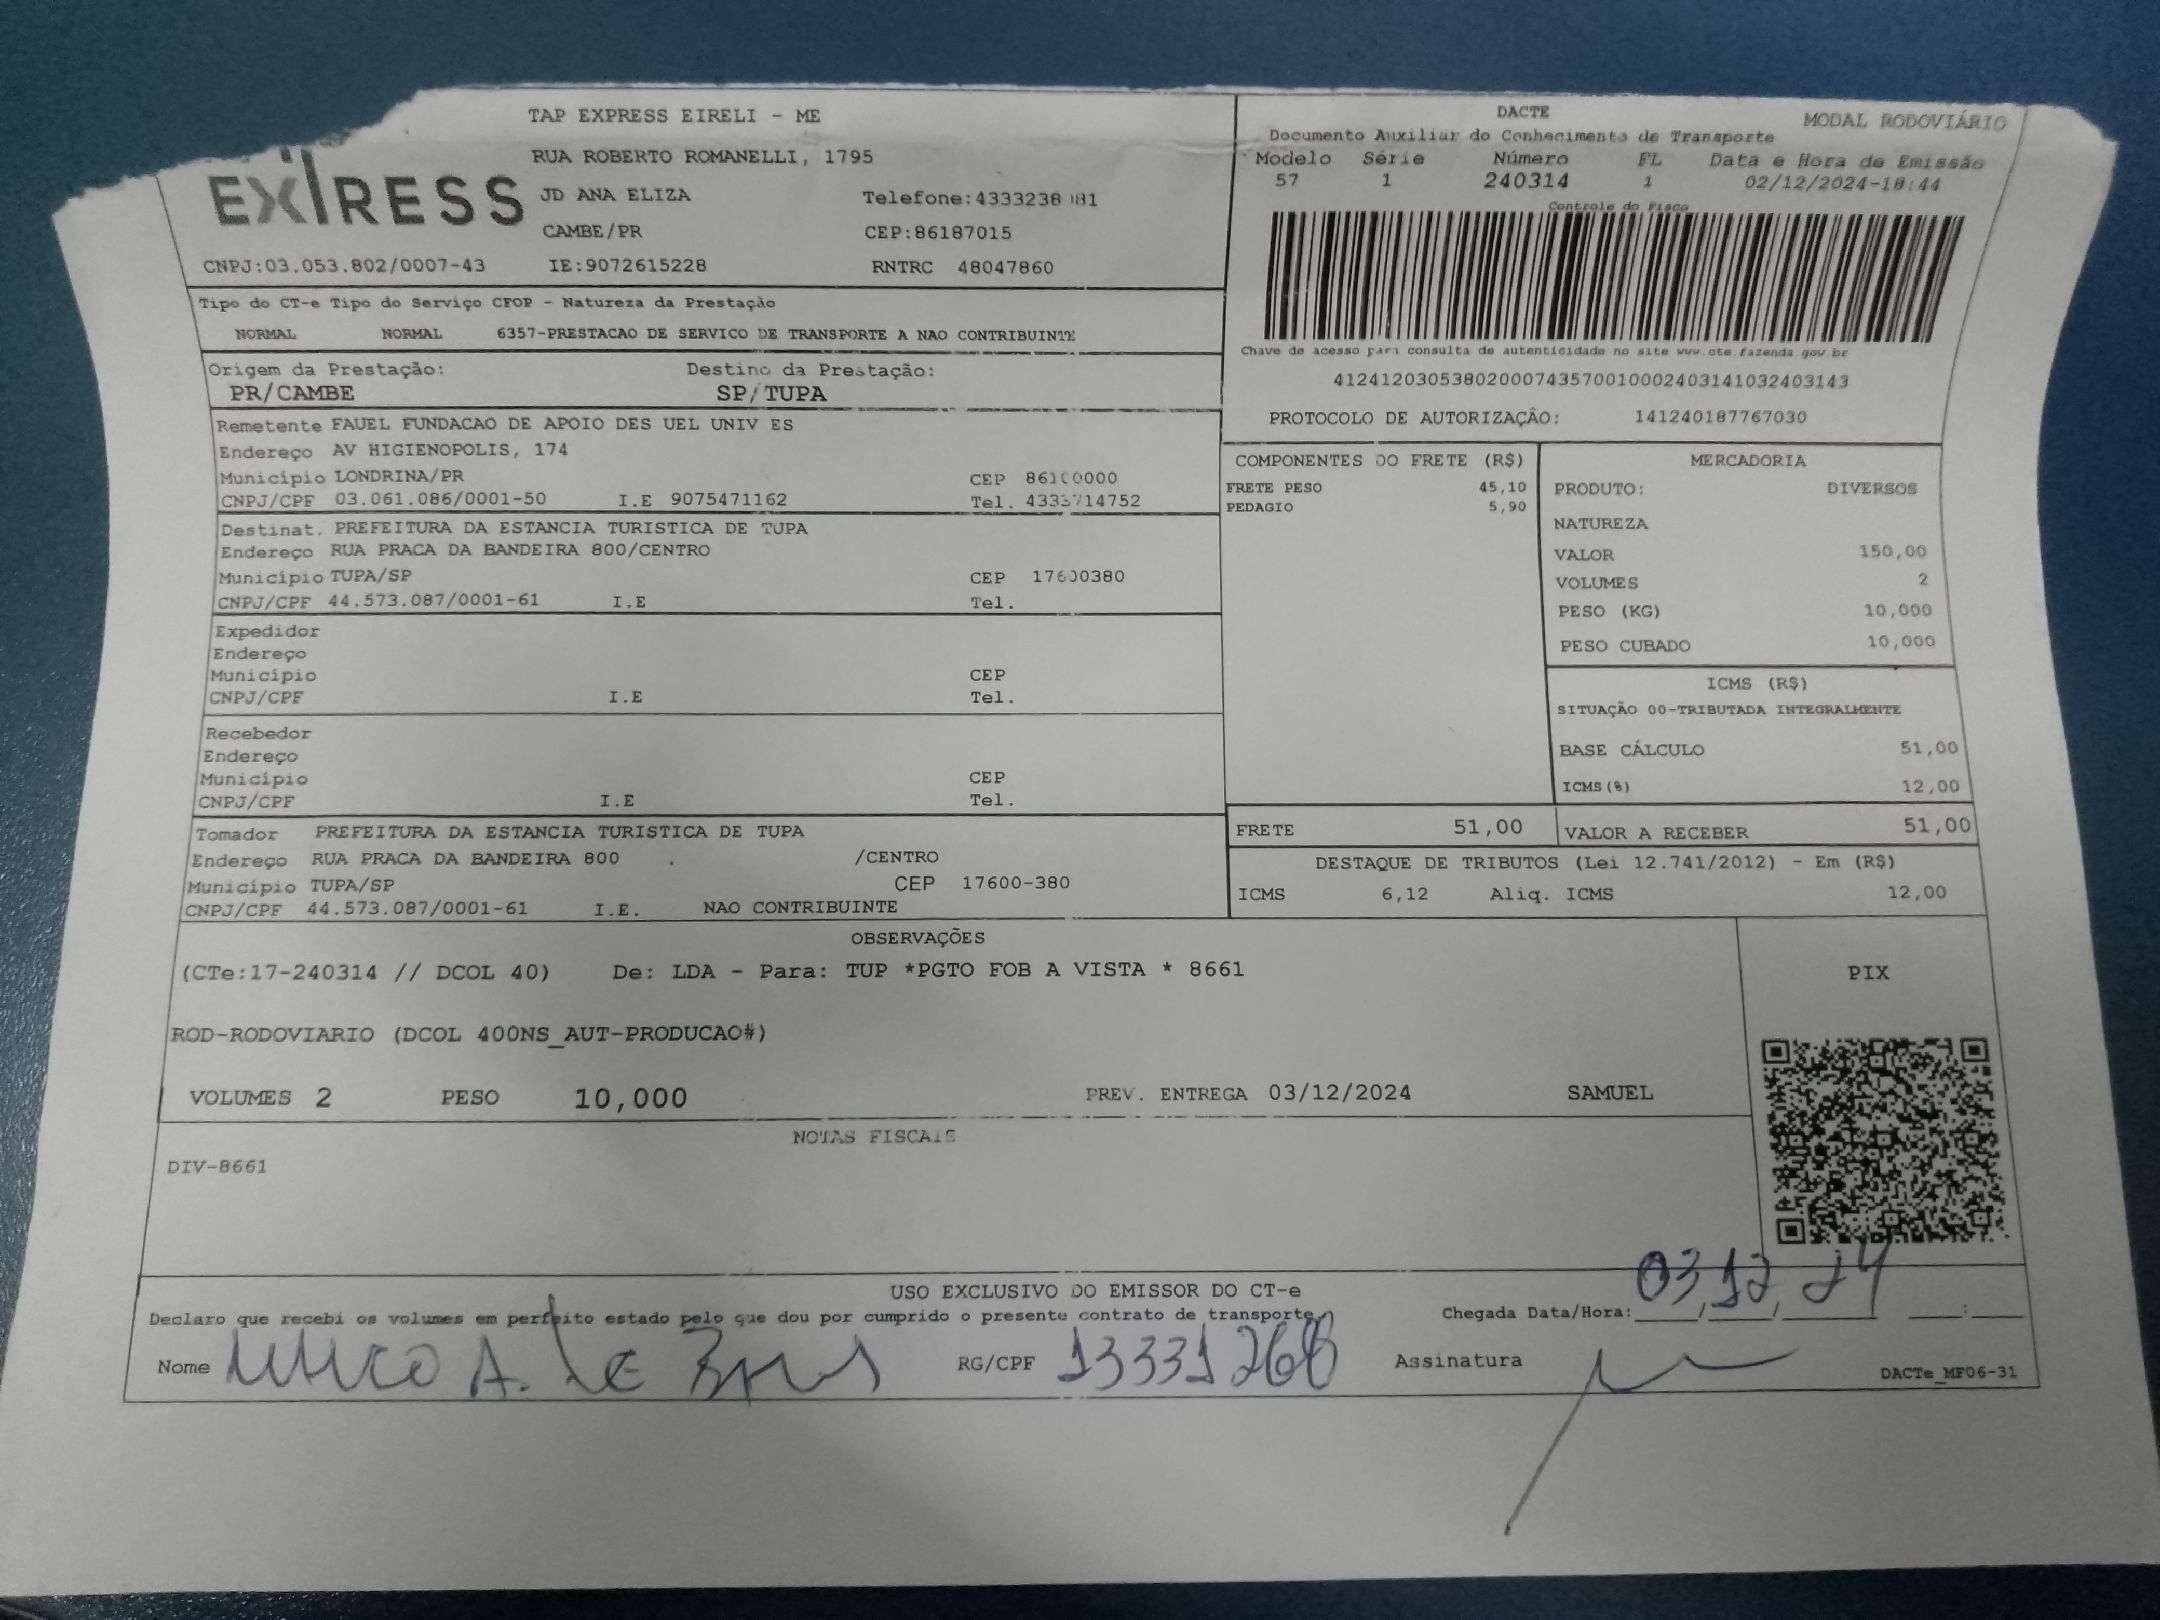 TAP EXPRESS EIRELI - ME
RUA ROBERTO ROMANELLI, 1795
EXPRESS
JD ANA ELIZA Telefone:4333238
CAMBE/PR CEP:86187015
CNPJ:03.053.802/0007-43 IE:9072615228 RNTRC 48047860
DACTE
MODAL RODOVIÁRIO
Documento Auxiliar do Conhecimento de Transporte
Modelo Série Número FL Data e Hora de Emissão
57 1 240314 1 02/12/2024-18:44
Controle do Fisco
Chave de acesso para consulta de autenticidade no site www.cte.fazenda.gov.br
41241203053802000743570010002403141032403143
PROTOCOLO DE AUTORIZAÇÃO: 141240187767030
Tipo do CT-e Tipo do Serviço CFOP - Natureza da Prestação
NORMAL NORMAL 6357-PRESTACAO DE SERVICO DE TRANSPORTE A NAO CONTRIBUINTE
Origem da Prestação: Destino da Prestação:
PR/CAMBE SP/TUPA
Remetente FAUEL FUNDACAO DE APOIO DES UEL UNIV ES
Endereço AV HIGIENOPOLIS, 174
Município LONDRINA/PR CEP 86100000
CNPJ/CPF 03.061.086/0001-50 I.E 9075471162 Tel. 4333714752
Destinat. PREFEITURA DA ESTANCIA TURISTICA DE TUPA
Endereço RUA PRACA DA BANDEIRA 800/CENTRO
Município TUPA/SP CEP 17600380
CNPJ/CPF 44.573.087/0001-61 I.E Tel.
Expedidor
Endereço
Município CEP
CNPJ/CPF I.E Tel.
Recebedor
Endereço
Município CEP
CNPJ/CPF I.E Tel.
Tomador PREFEITURA DA ESTANCIA TURISTICA DE TUPA
Endereço RUA PRACA DA BANDEIRA 800 . /CENTRO
Município TUPA/SP CEP 17600-380
CNPJ/CPF 44.573.087/0001-61 I.E. NAO CONTRIBUINTE
COMPONENTES DO FRETE (R$)
FRETE PESO 45,10
PEDAGIO 5,90
MERCADORIA
PRODUTO: DIVERSOS
NATUREZA
VALOR 150,00
VOLUMES 2
PESO (KG) 10,000
PESO CUBADO 10,000
ICMS (R$)
SITUAÇÃO 00-TRIBUTADA INTEGRALMENTE
BASE CÁLCULO 51,00
ICMS(%) 12,00
FRETE 51,00 VALOR A RECEBER 51,00
DESTAQUE DE TRIBUTOS (Lei 12.741/2012) - Em (R$)
ICMS 6,12 Aliq. ICMS 12,00
OBSERVAÇÕES
(CTe:17-240314 // DCOL 40) De: LDA - Para: TUP *PGTO FOB A VISTA * 8661
PIX
ROD-RODOVIARIO (DCOL 400NS_AUT-PRODUCAO#)
VOLUMES 2 PESO 10,000 PREV. ENTREGA 03/12/2024 SAMUEL
NOTAS FISCAIS
DIV-8661
USO EXCLUSIVO DO EMISSOR DO CT-e
Declaro que recebi os volumes em perfeito estado pelo que dou por cumprido o presente contrato de transporte. Chegada Data/Hora: 03/12/24 :
Nome RG/CPF 13331268 Assinatura
DACTe_MF06-31